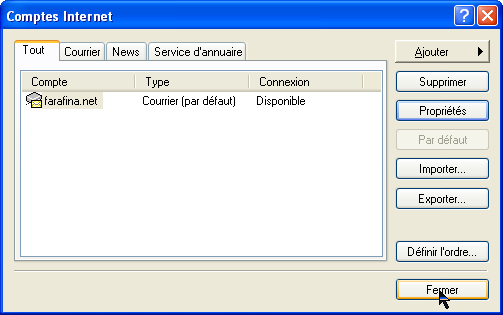 Comptes Internet
Tout Courrier News Service d'annuaire
Compte Type Connexion
farafina.net Courrier (par défaut) Disponible
Ajouter
Supprimer
Propriétés
Par défaut
Importer...
Exporter...
Définir l'ordre...
Fermer